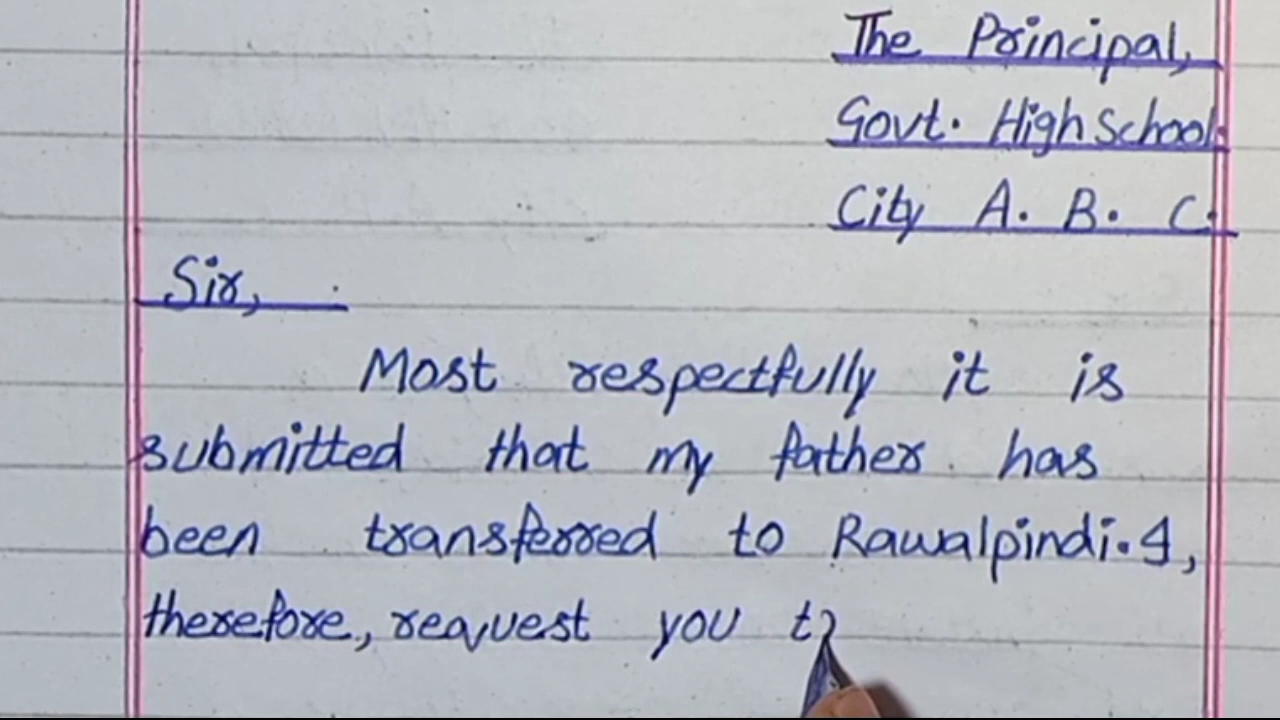 The Principal,
Govt. High School
City A. B. C.
Sir,
Most respectfully it is
submitted that my father has
been transferred to Rawalpindi. I,
therefore, request you